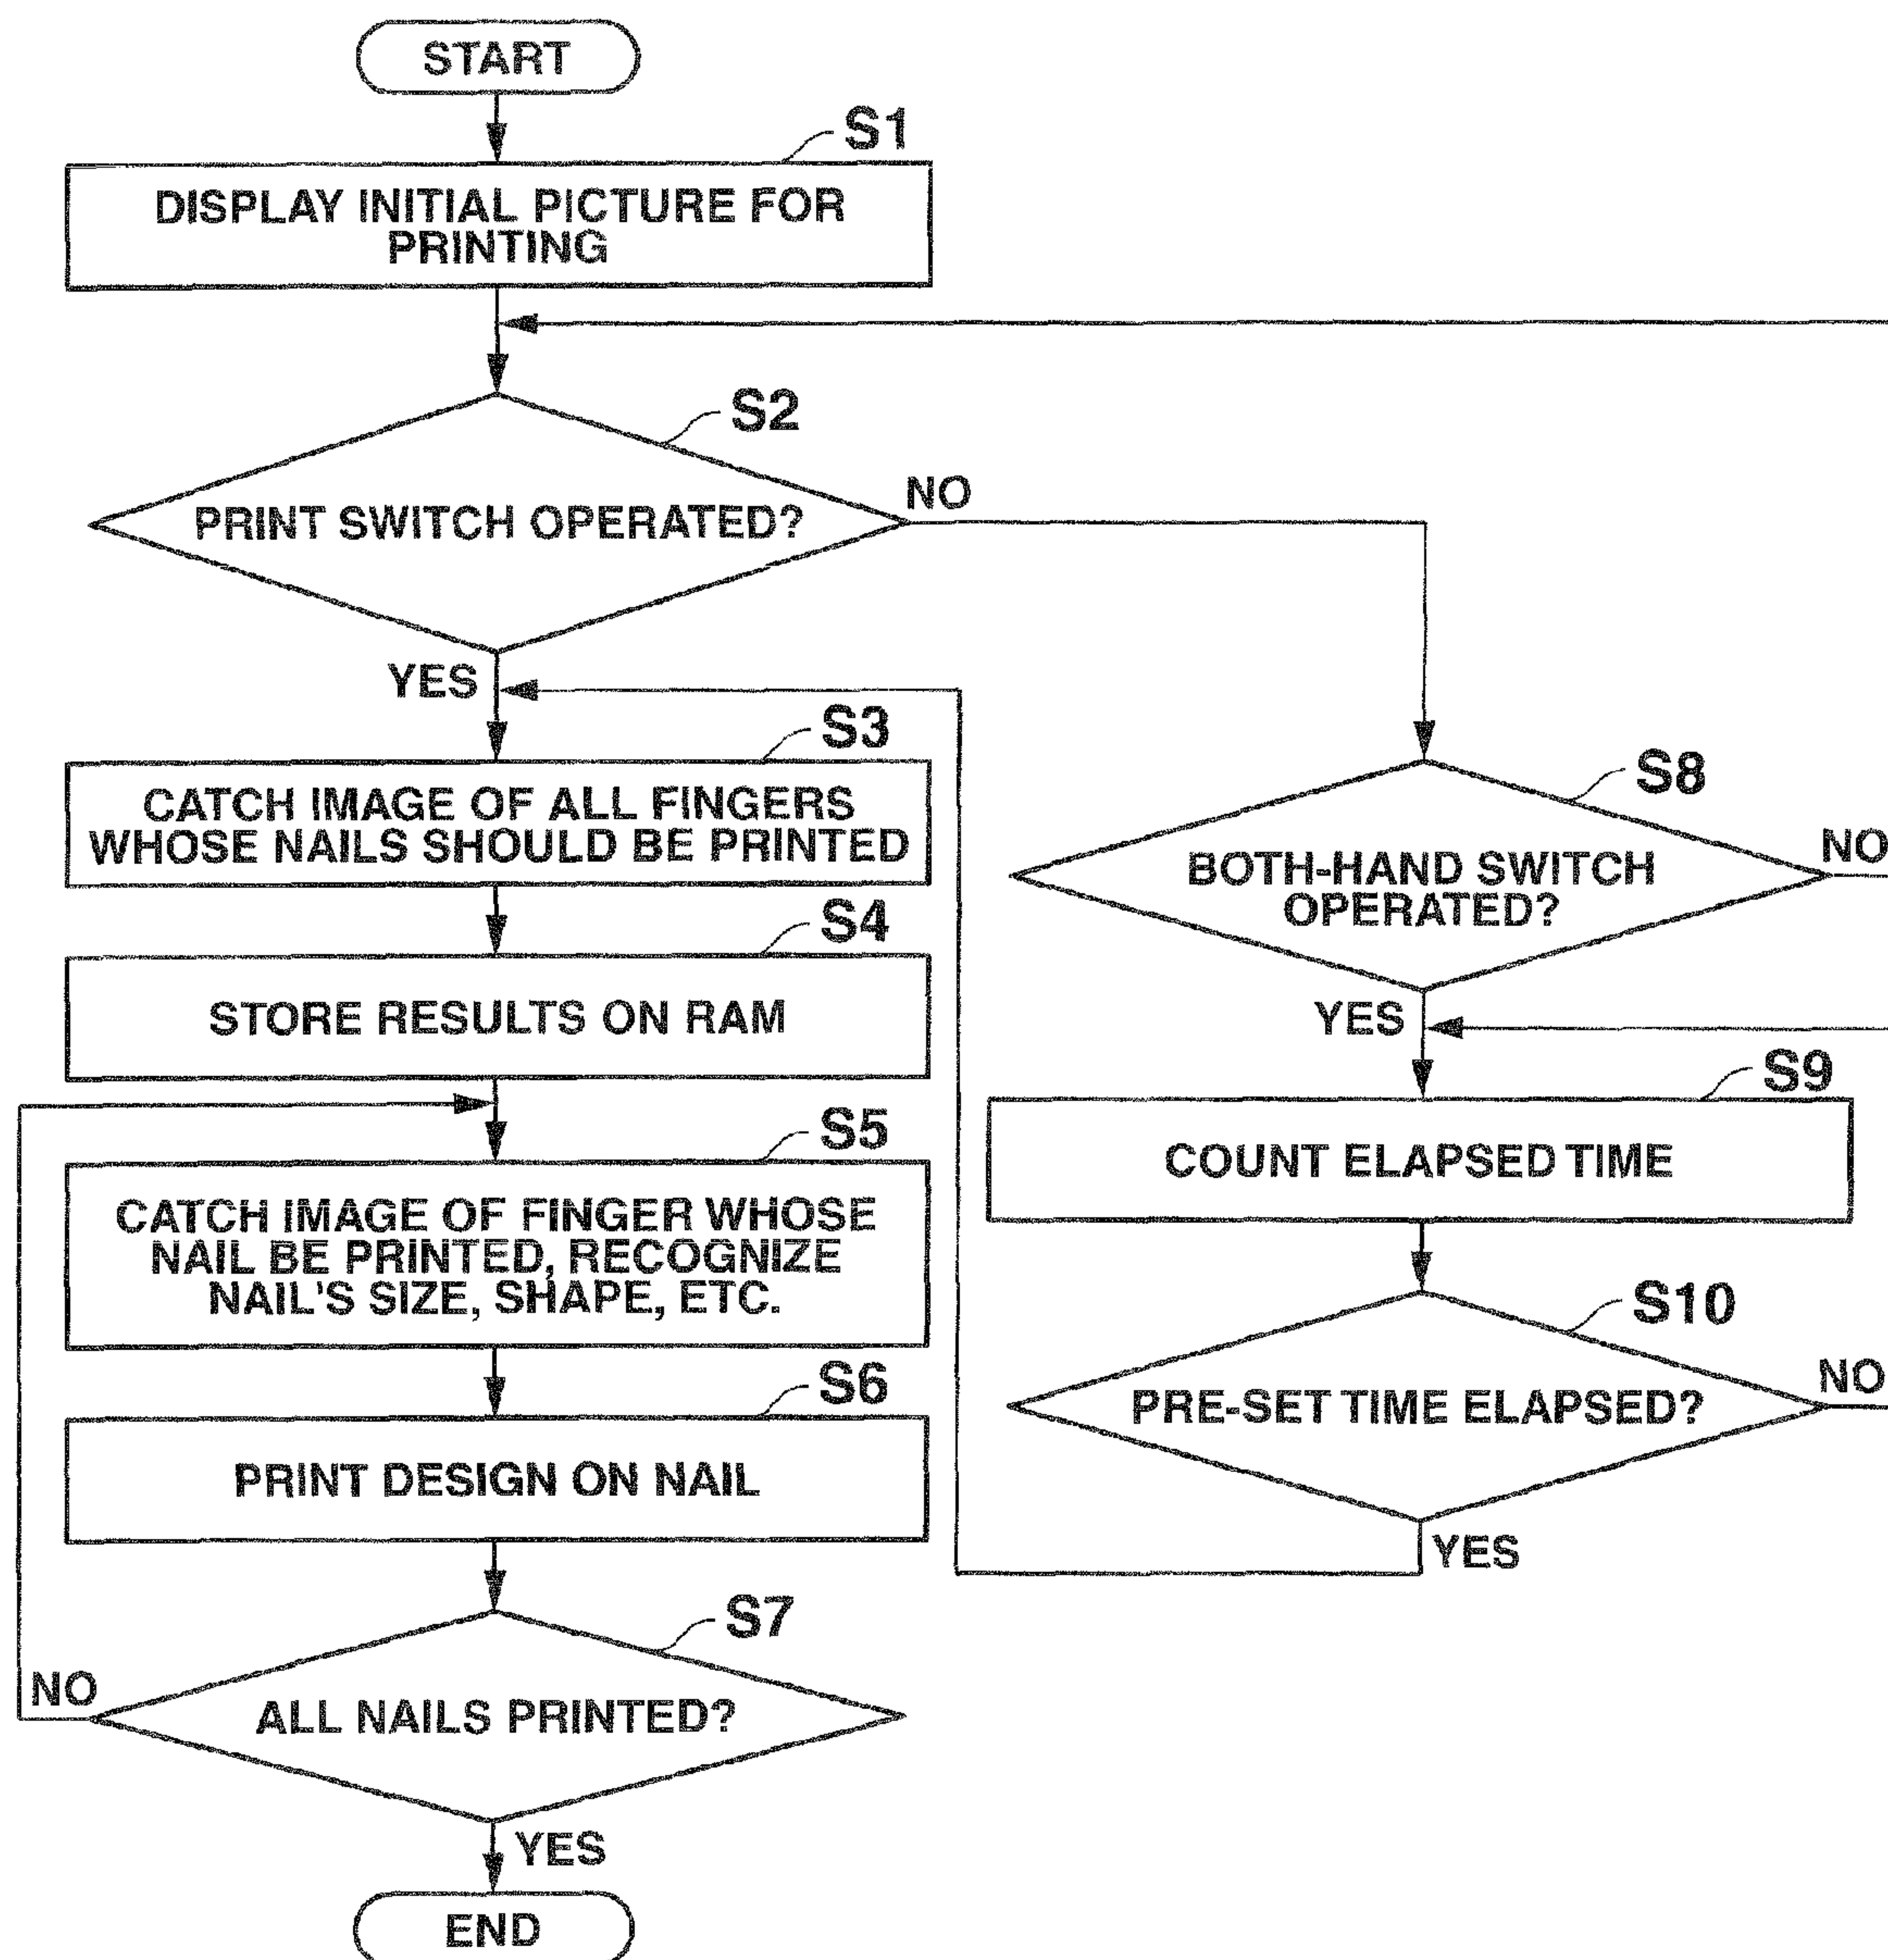 START
S1
DISPLAY INITIAL PICTURE FOR
PRINTING
S2
PRINT SWITCH OPERATED?
NO
YES
S3
CATCH IMAGE OF ALL FINGERS
WHOSE NAILS SHOULD BE PRINTED
S4
STORE RESULTS ON RAM
S5
CATCH IMAGE OF FINGER WHOSE
NAIL BE PRINTED, RECOGNIZE
NAIL'S SIZE, SHAPE, ETC.
S6
PRINT DESIGN ON NAIL
S7
ALL NAILS PRINTED?
NO
YES
END
S8
BOTH-HAND SWITCH
OPERATED?
NO
YES
S9
COUNT ELAPSED TIME
S10
PRE-SET TIME ELAPSED?
NO
YES